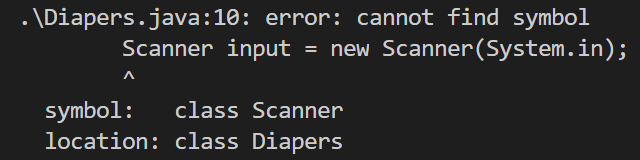 .\Diapers.java:10: error: cannot find symbol
        Scanner input = new Scanner(System.in);
        ^
  symbol:   class Scanner
  location: class Diapers